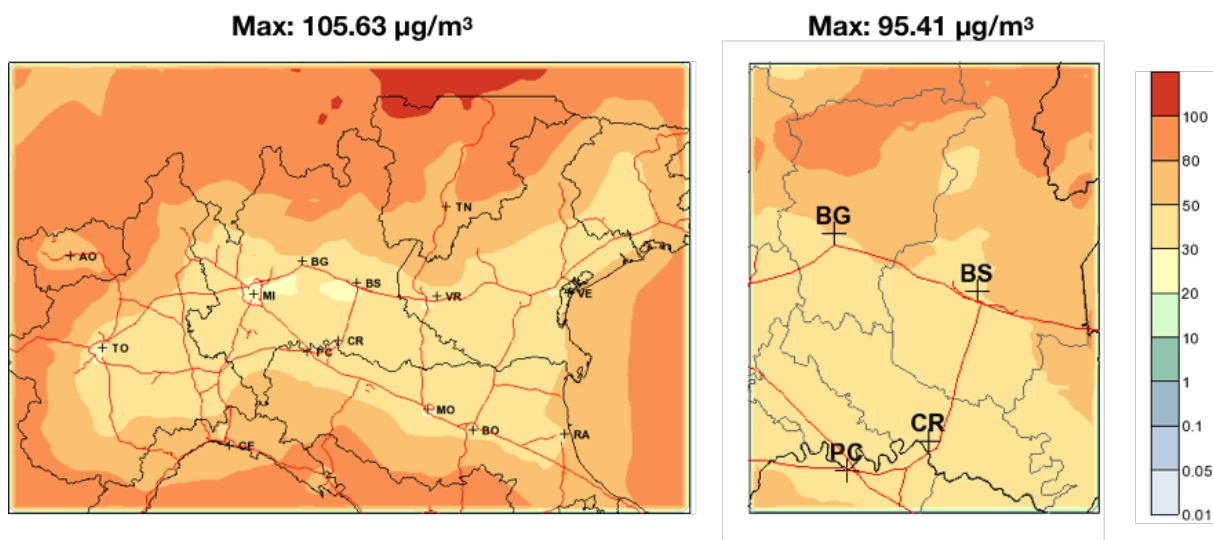 Max: 105.63 µg/m³
Max: 95.41 µg/m³
TN
AO
BG
BS
MI
VR
VE
TO
CR
PC
MO
BO
RA
GE
BG
BS
CR
PC
100
80
50
30
20
10
1
0.1
0.05
0.01